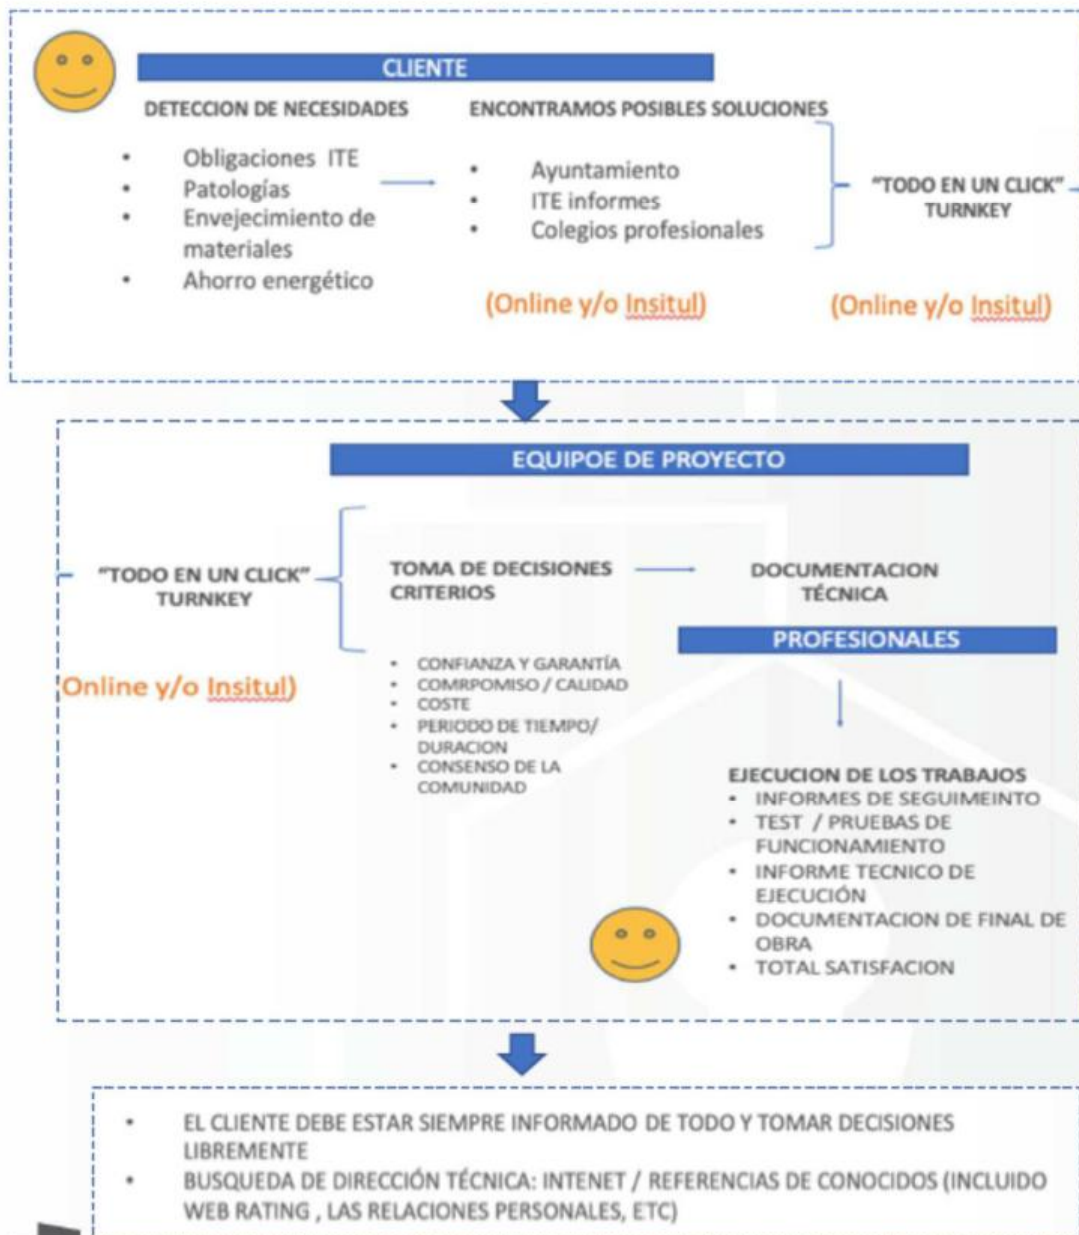 CLIENTE
DETECCION DE NECESIDADES
• Obligaciones ITE
• Patologías
• Envejecimiento de
materiales
• Ahorro energético
ENCONTRAMOS POSIBLES SOLUCIONES
• Ayuntamiento
• ITE informes
• Colegios profesionales
(Online y/o Insitul)
"TODO EN UN CLICK"
TURNKEY
(Online y/o Insitul)
EQUIPOE DE PROYECTO
"TODO EN UN CLICK"
TURNKEY
Online y/o Insitul)
TOMA DE DECISIONES
CRITERIOS
• CONFIANZA Y GARANTÍA
• COMRPOMISO / CALIDAD
• COSTE
• PERIODO DE TIEMPO/
DURACION
• CONSENSO DE LA
COMUNIDAD
DOCUMENTACION
TÉCNICA
PROFESIONALES
EJECUCION DE LOS TRABAJOS
• INFORMES DE SEGUIMEINTO
• TEST / PRUEBAS DE
FUNCIONAMIENTO
• INFORME TECNICO DE
EJECUCIÓN
• DOCUMENTACION DE FINAL DE
OBRA
• TOTAL SATISFACION
• EL CLIENTE DEBE ESTAR SIEMPRE INFORMADO DE TODO Y TOMAR DECISIONES
LIBREMENTE
• BUSQUEDA DE DIRECCIÓN TÉCNICA: INTENET / REFERENCIAS DE CONOCIDOS (INCLUIDO
WEB RATING , LAS RELACIONES PERSONALES, ETC)